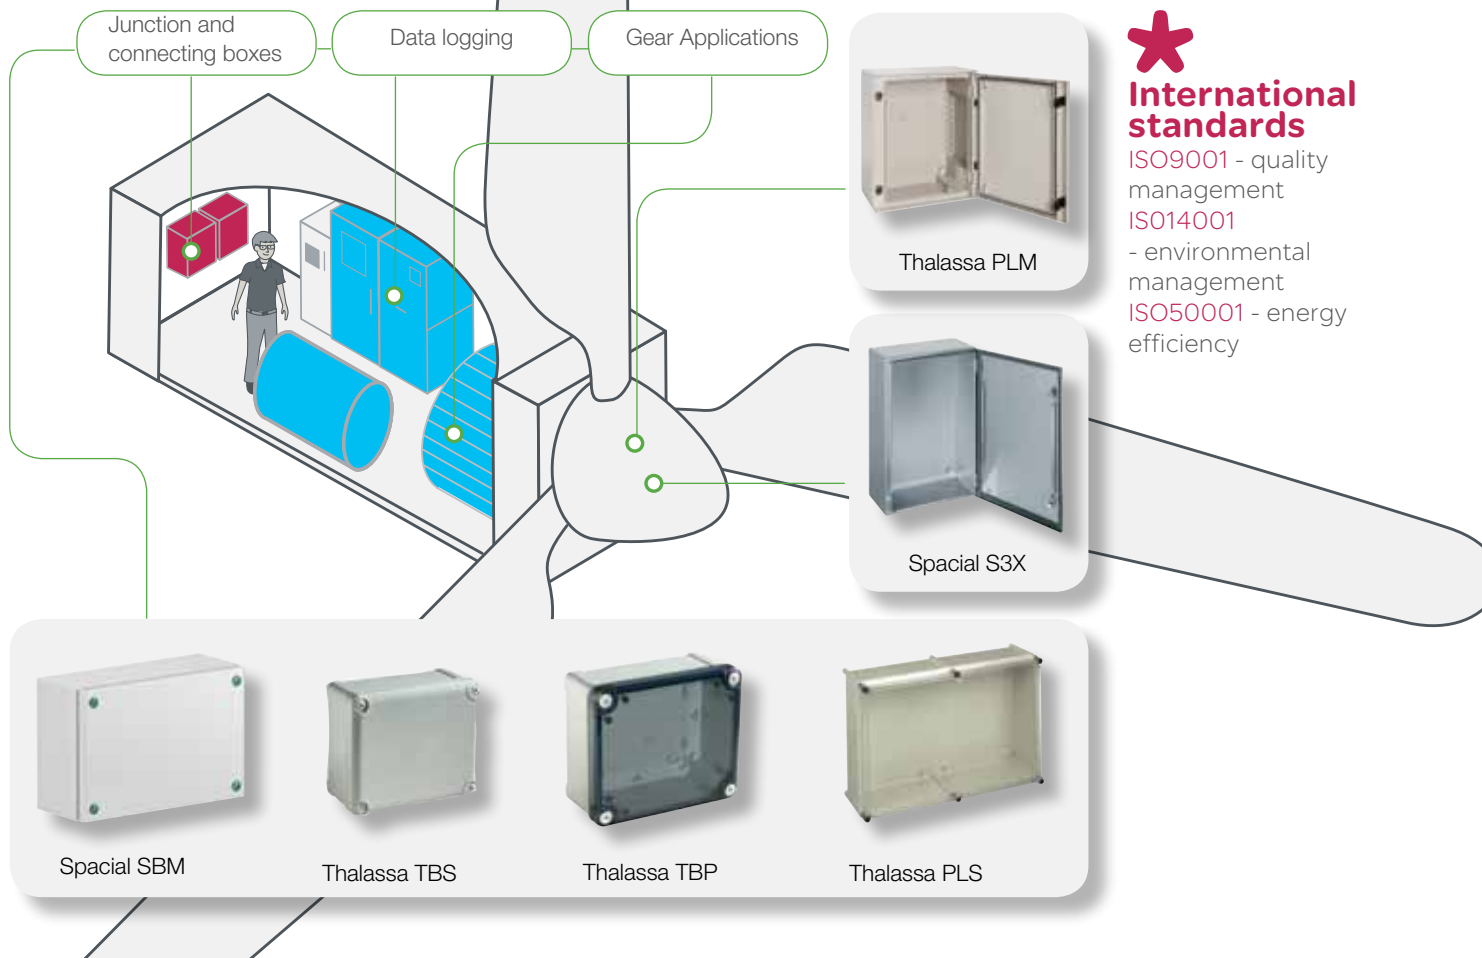 Junction and
connecting boxes
Data logging
Gear Applications
Thalassa PLM
International
standards
ISO9001 - quality
management
IS014001
- environmental
management
ISO50001 - energy
efficiency
Spacial S3X
Spacial SBM
Thalassa TBS
Thalassa TBP
Thalassa PLS